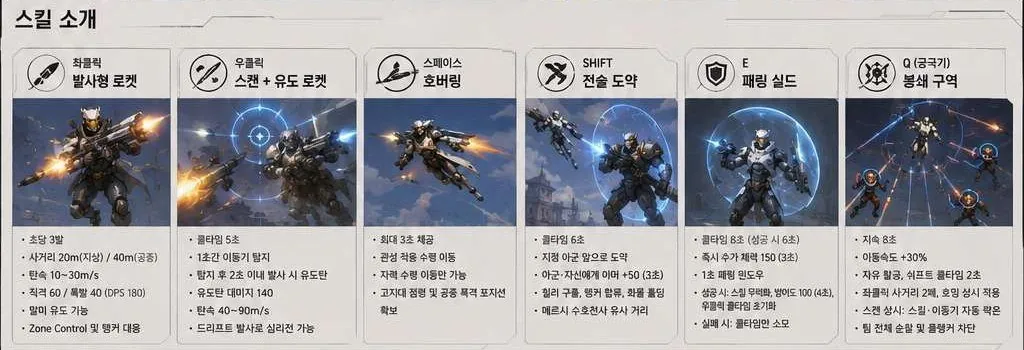 스킬 소개
좌클릭
발사형 로켓
• 초당 3발
• 사거리 20m(지상) / 40m(공중)
• 탄속 10~30m/s
• 직격 60 / 폭발 40 (DPS 180)
• 말미 유도 가능
• Zone Control 및 탱커 대응
우클릭
스캔 + 유도 로켓
• 쿨타임 5초
• 1초간 이동기 탐지
• 탐지 후 2초 이내 발사 시 유도탄
• 유도탄 대미지 140
• 탄속 40~90m/s
• 드리프트 발사로 심리전 가능
스페이스
호버링
• 최대 3초 체공
• 관성 적용 수평 이동
• 자력 수평 이동만 가능
• 고지대 점령 및 공중 폭격 포지션
확보
SHIFT
전술 도약
• 쿨타임 6초
• 지정 아군 앞으로 도약
• 아군·자신에게 아머 +50 (3초)
• 힐러 구출, 탱커 합류, 화물 홀딩
• 메르시 수호천사 유사 거리
E
패링 실드
• 쿨타임 8초 (성공 시 6초)
• 즉시 추가 체력 150 (3초)
• 1초 패링 윈도우
• 성공 시: 스킬 무력화, 방어도 100 (4초),
우클릭 쿨타임 초기화
• 실패 시: 쿨타임만 소모
Q (궁국기)
봉쇄 구역
• 지속 8초
• 이동속도 +30%
• 자유 활공, 쉬프트 쿨타임 2초
• 좌클릭 사거리 2배, 호밍 상시 적용
• 스캔 상시: 스킬·이동기 자동 락온
• 팀 전체 순찰 및 플랭커 차단